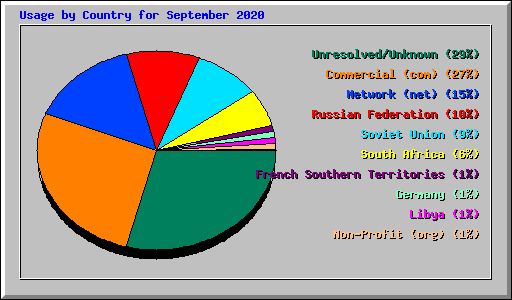 Usage by Country for September 2020
Unresolved/Unknown (29%)
Commercial (com) (27%)
Network (net) (15%)
Russian Federation (10%)
Soviet Union (9%)
South Africa (6%)
French Southern Territories (1%)
Germany (1%)
Libya (1%)
Non-Profit (org) (1%)